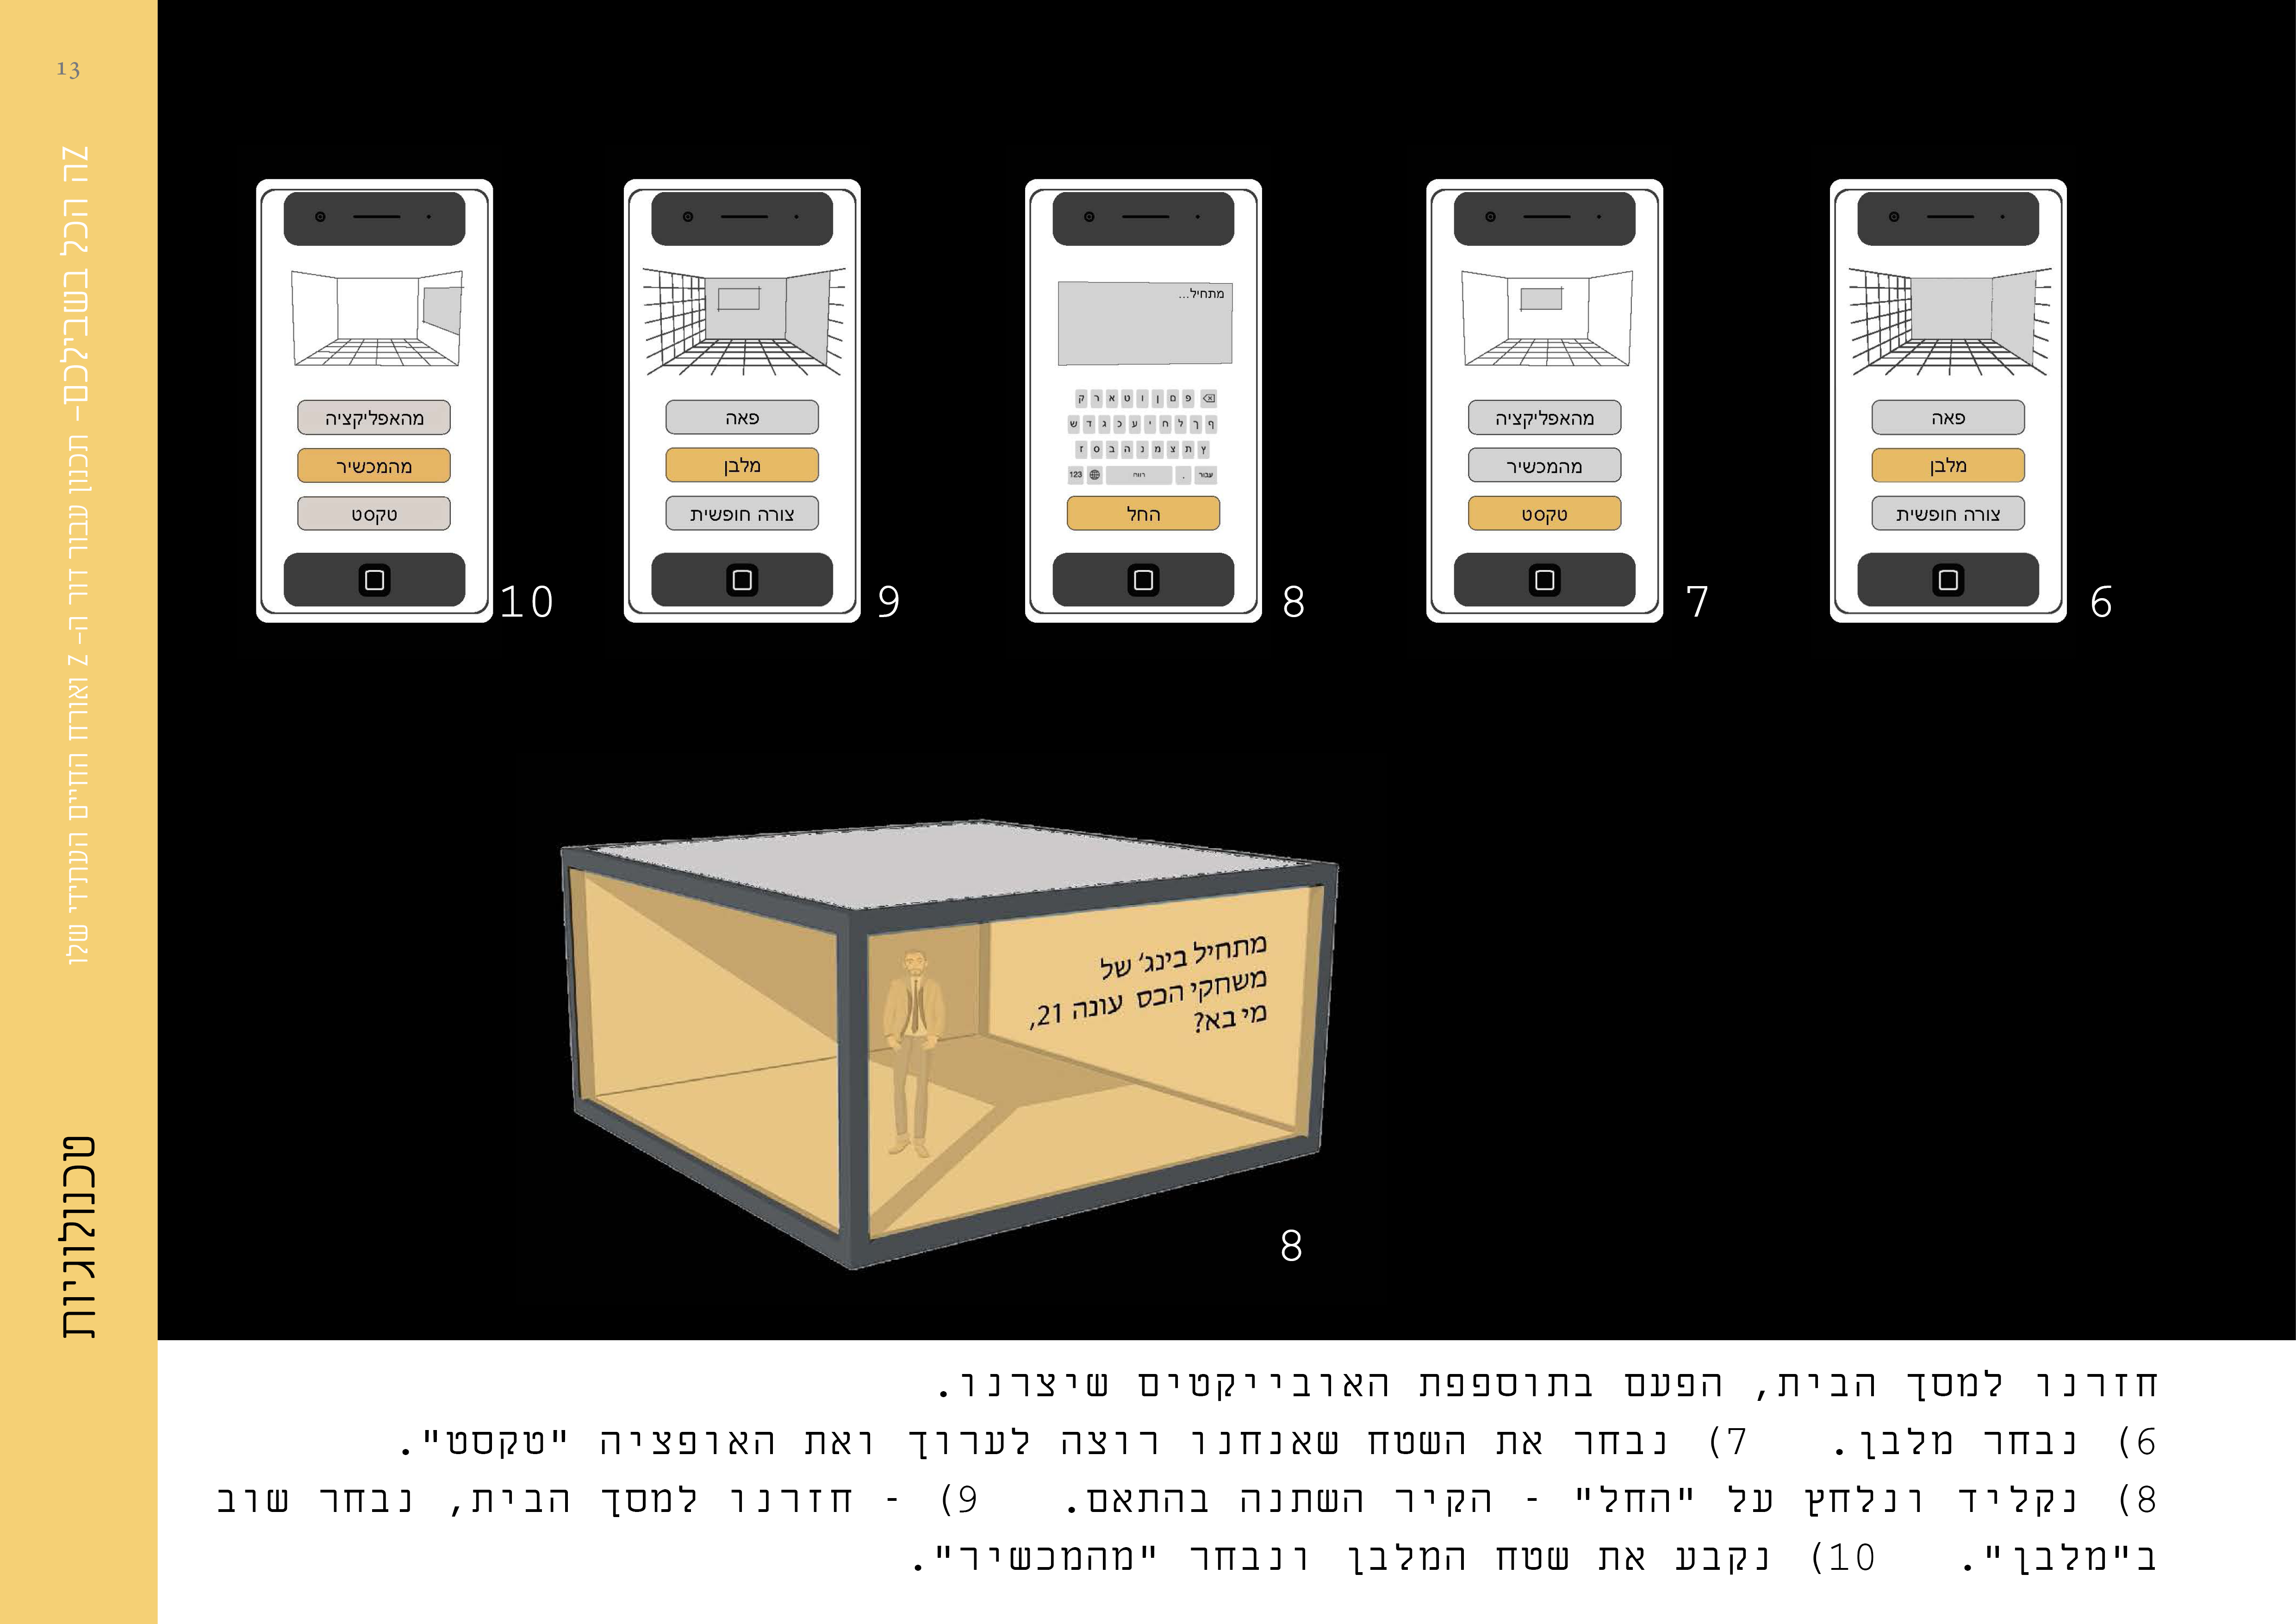 13
זה הכל בשבילכם- תכנון עבור דור ה- Z ואורח החיים העתידי שלו
טכנולוגיות
פאה
מלבן
צורה חופשית
6
מהאפליקציה
מהמכשיר
טקסט
7
מתחיל...
ק ר א ט ו ן ם פ
ש ד ג כ ע י ח ל ך ף
ז ס ב ה נ מ צ ת ץ
123 רווח . עבור
החל
8
פאה
מלבן
צורה חופשית
9
מהאפליקציה
מהמכשיר
טקסט
10
מתחיל בינג' של
משחקי הכס עונה 21,
מי בא?
8
חזרנו למסך הבית, הפעם בתוספפת האובייקטים שיצרנו.
6) נבחר מלבן. 7) נבחר את השטח שאנחנו רוצה לערוך ואת האופציה "טקסט".
8) נקליד ונלחץ על "החל" - הקיר השתנה בהתאם. 9) - חזרנו למסך הבית, נבחר שוב
ב"מלבן". 10) נקבע את שטח המלבן ונבחר "מהמכשיר".